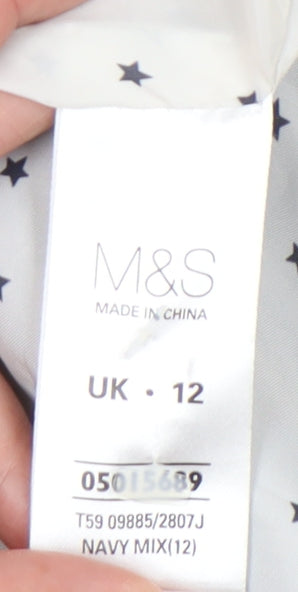 M&S
MADE IN CHINA
UK · 12
05015689
T59 09885/2807J
NAVY MIX(12)